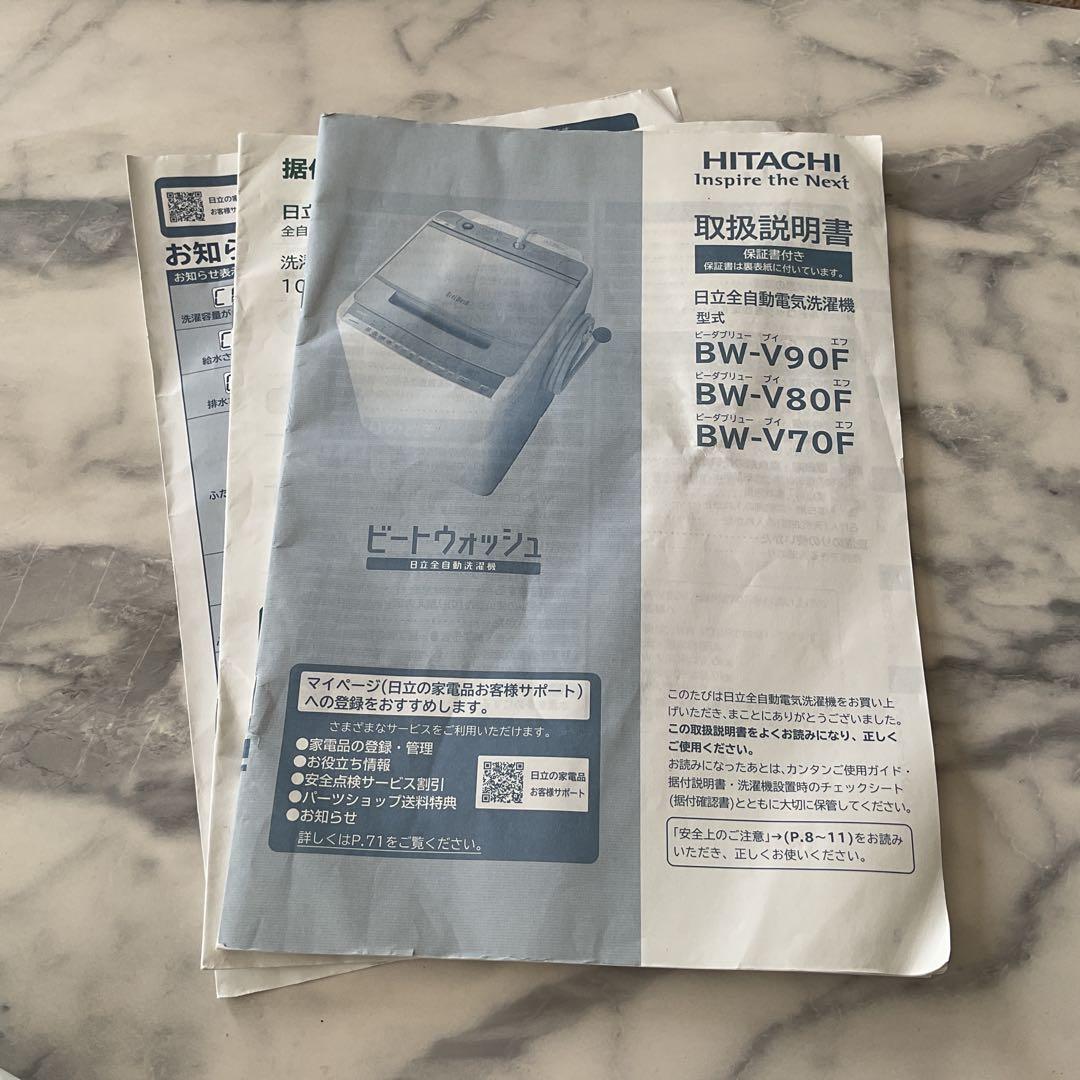 HITACHI
Inspire the Next
取扱説明書
保証書付き
保証書は裏表紙に付いています。
日立全自動電気洗濯機
型式
ビーダブリュー ブイ エフ
BW-V90F
ビーダブリュー ブイ エフ
BW-V80F
ビーダブリュー ブイ エフ
BW-V70F
ビートウォッシュ
日立全自動洗濯機
マイページ(日立の家電品お客様サポート)
への登録をおすすめします。
さまざまなサービスをご利用いただけます。
●家電品の登録・管理
●お役立ち情報
●安全点検サービス割引
●パーツショップ送料特典
●お知らせ
詳しくはP.71をご覧ください。
日立の家電品
お客様サポート
このたびは日立全自動電気洗濯機をお買い上
げいただき、まことにありがとうございました。
この取扱説明書をよくお読みになり、正しく
ご使用ください。
お読みになったあとは、カンタンご使用ガイド・
据付説明書・洗濯機設置時のチェックシート
(据付確認書)とともに大切に保管してください。
「安全上のご注意」→(P.8～11)をお読み
いただき、正しくお使いください。
据
日立
全自
洗濯
10
日立の家
お客様サ
お知ら
お知らせ表示
洗濯容量が
給水さ
排水
ふた